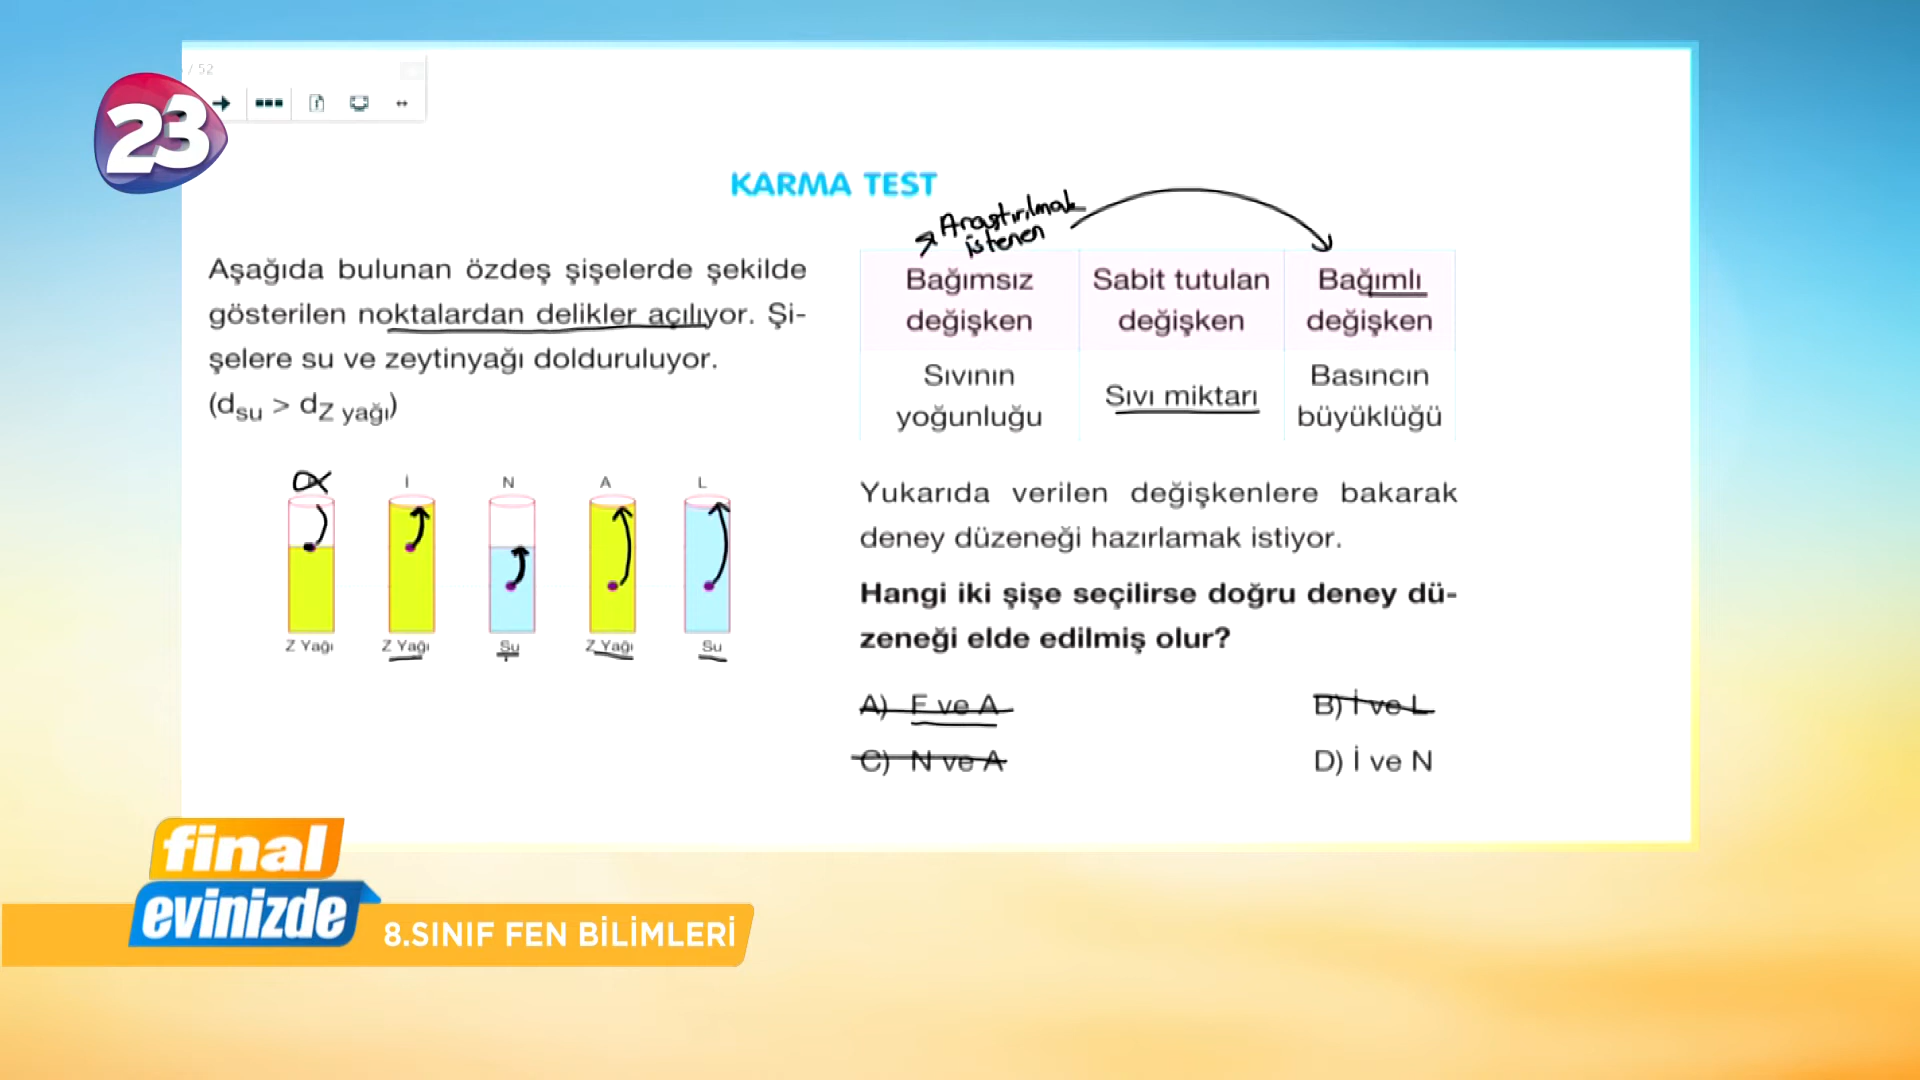 / 52
23
KARMA TEST
Araştırılmak
istenen
Aşağıda bulunan özdeş şişelerde şekilde
gösterilen noktalardan delikler açılıyor. Şi-
şelere su ve zeytinyağı dolduruluyor.
(dsu > dZ yağı)
İ N A L
Z Yağı Z Yağı Su Z Yağı Su
Bağımsız değişken Sabit tutulan değişken Bağımlı değişken
Sıvının yoğunluğu Sıvı miktarı Basıncın büyüklüğü
Yukarıda verilen değişkenlere bakarak
deney düzeneği hazırlamak istiyor.
Hangi iki şişe seçilirse doğru deney dü-
zeneği elde edilmiş olur?
A) F ve A B) İ ve L
C) N ve A D) İ ve N
final
evinizde
8.SINIF FEN BİLİMLERİ